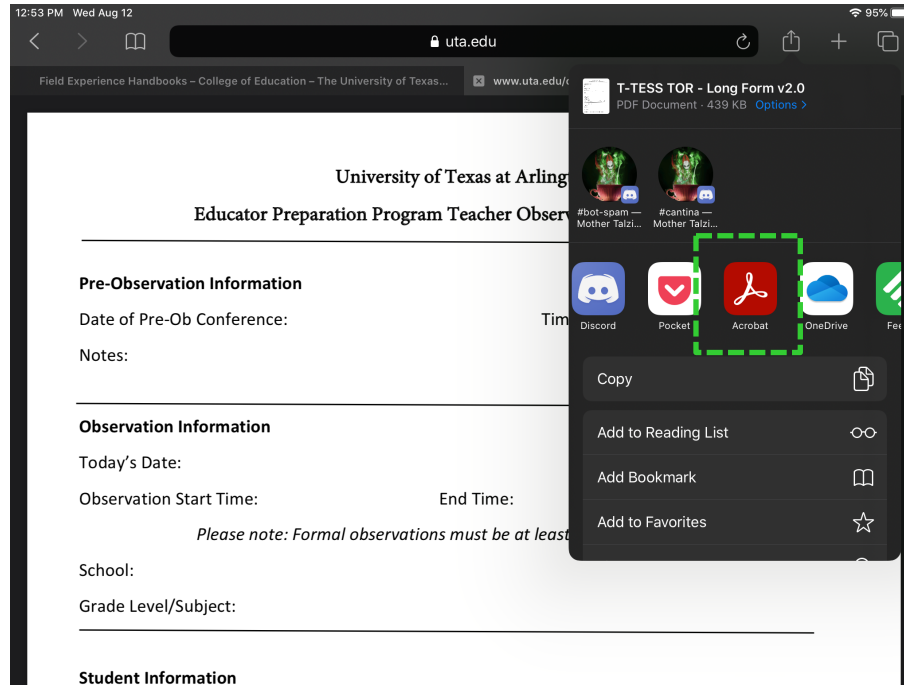 12:53 PM Wed Aug 12
95%
uta.edu
Field Experience Handbooks – College of Education – The University of Texas...
www.uta.edu/c
T-TESS TOR - Long Form v2.0
PDF Document · 439 KB Options >
#bot-spam — #cantina —
Mother Talzi... Mother Talzi...
Discord Pocket Acrobat OneDrive Fee
Copy
Add to Reading List
Add Bookmark
Add to Favorites
University of Texas at Arling
Educator Preparation Program Teacher Obser
Pre-Observation Information
Date of Pre-Ob Conference: Tim
Notes:
Observation Information
Today’s Date:
Observation Start Time: End Time:
Please note: Formal observations must be at least
School:
Grade Level/Subject:
Student Information